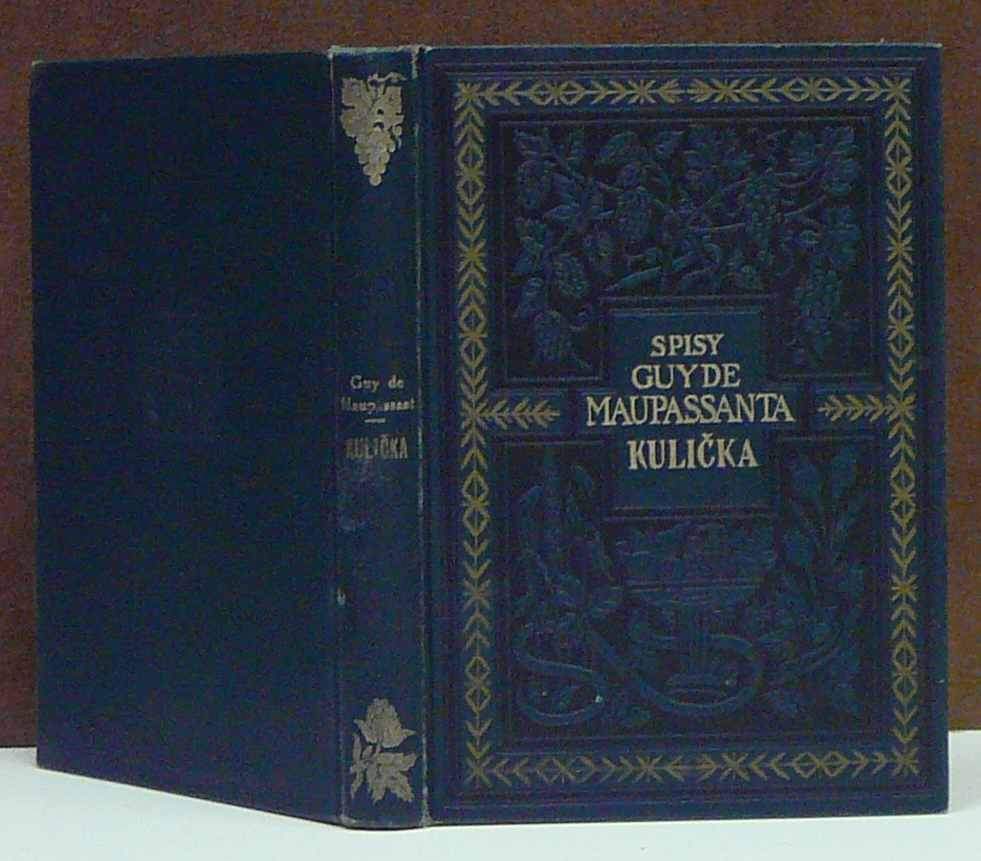 Guy de
Maupassant
KULIČKA
SPISY
GUY DE
MAUPASSANTA
KULIČKA